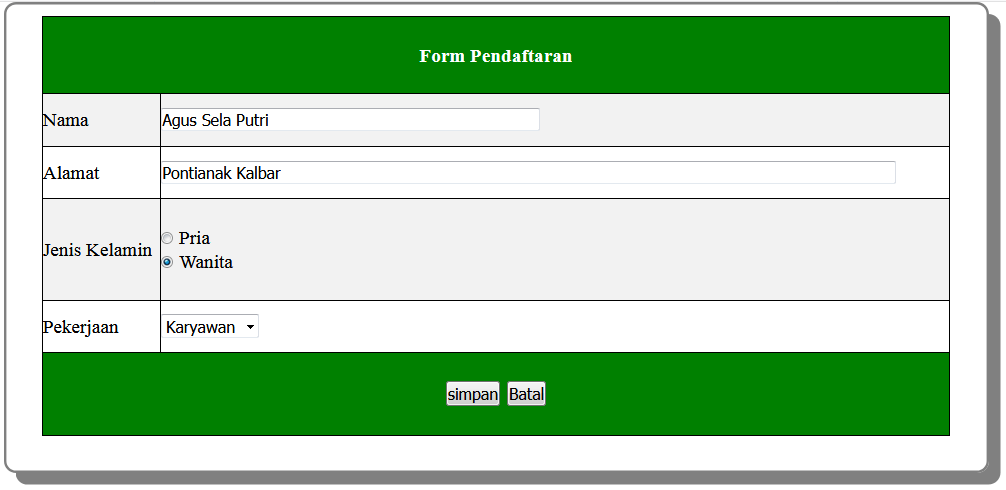 Form Pendaftaran
Nama Agus Sela Putri
Alamat Pontianak Kalbar
Jenis Kelamin
Pria
Wanita
Pekerjaan Karyawan
simpan Batal